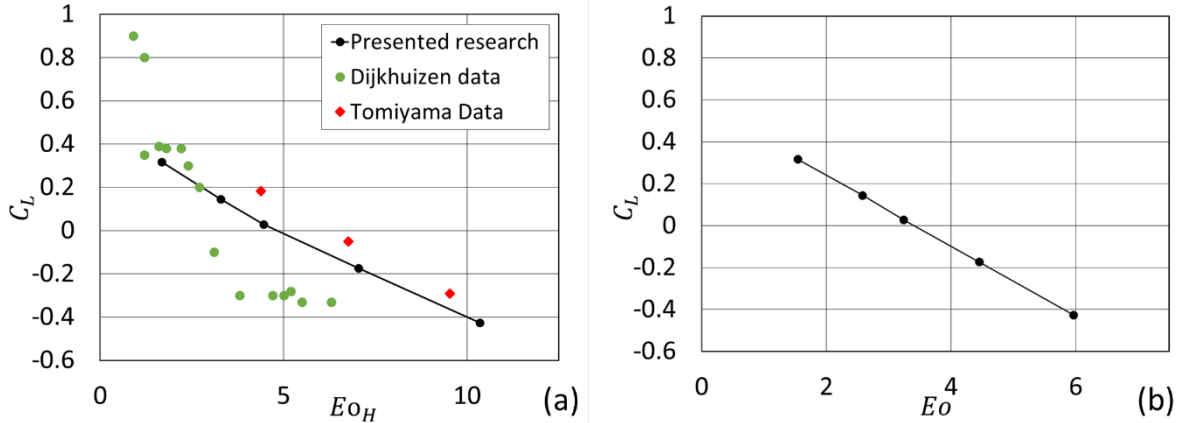 1
0.8
0.6
0.4
0.2
0
-0.2
-0.4
-0.6
C_L
Presented research
Dijkhuizen data
Tomiyama Data
0 5 10
Eo_H
(a)
1
0.8
0.6
0.4
0.2
0
-0.2
-0.4
-0.6
C_L
0 2 4 6
Eo
(b)